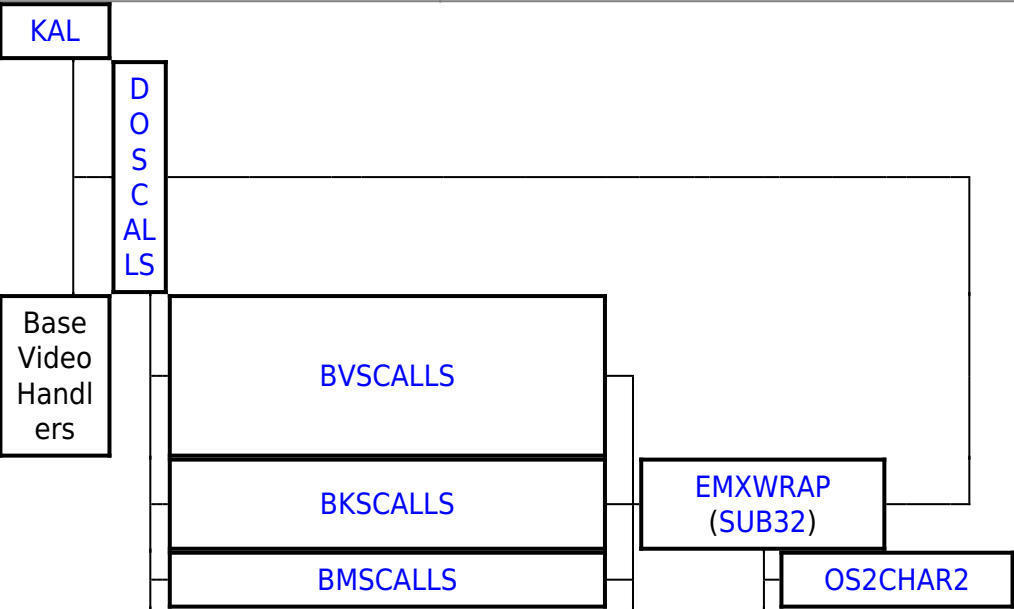 KAL
D
O
S
C
AL
LS
Base
Video
Handl
ers
BVSCALLS
BKSCALLS
EMXWRAP
(SUB32)
BMSCALLS
OS2CHAR2